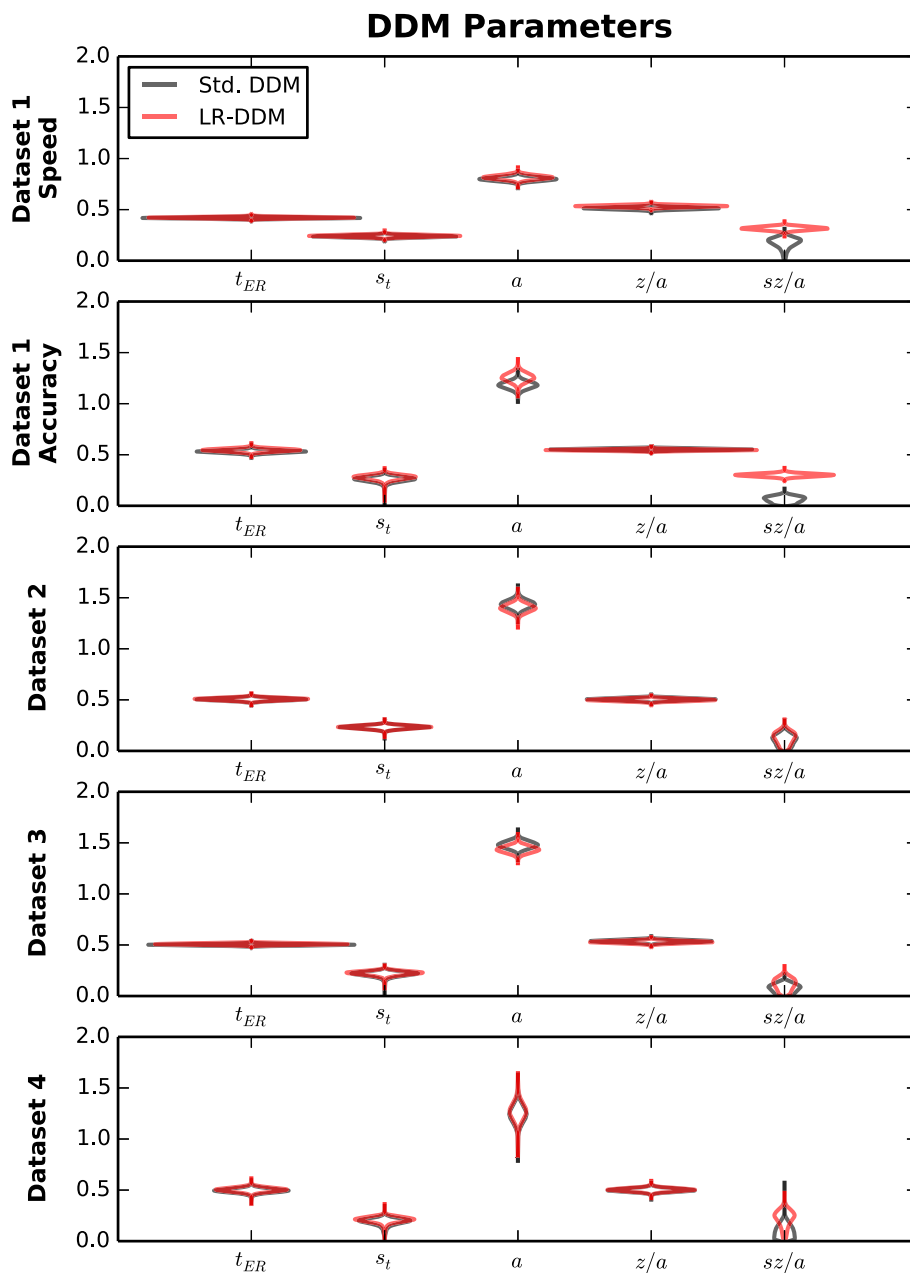 DDM Parameters
Dataset 1
Speed
2.0
1.5
1.0
0.5
0.0
Std. DDM
LR-DDM
t_ER s_t a z/a sz/a
Dataset 1
Accuracy
2.0
1.5
1.0
0.5
0.0
t_ER s_t a z/a sz/a
Dataset 2
2.0
1.5
1.0
0.5
0.0
t_ER s_t a z/a sz/a
Dataset 3
2.0
1.5
1.0
0.5
0.0
t_ER s_t a z/a sz/a
Dataset 4
2.0
1.5
1.0
0.5
0.0
t_ER s_t a z/a sz/a